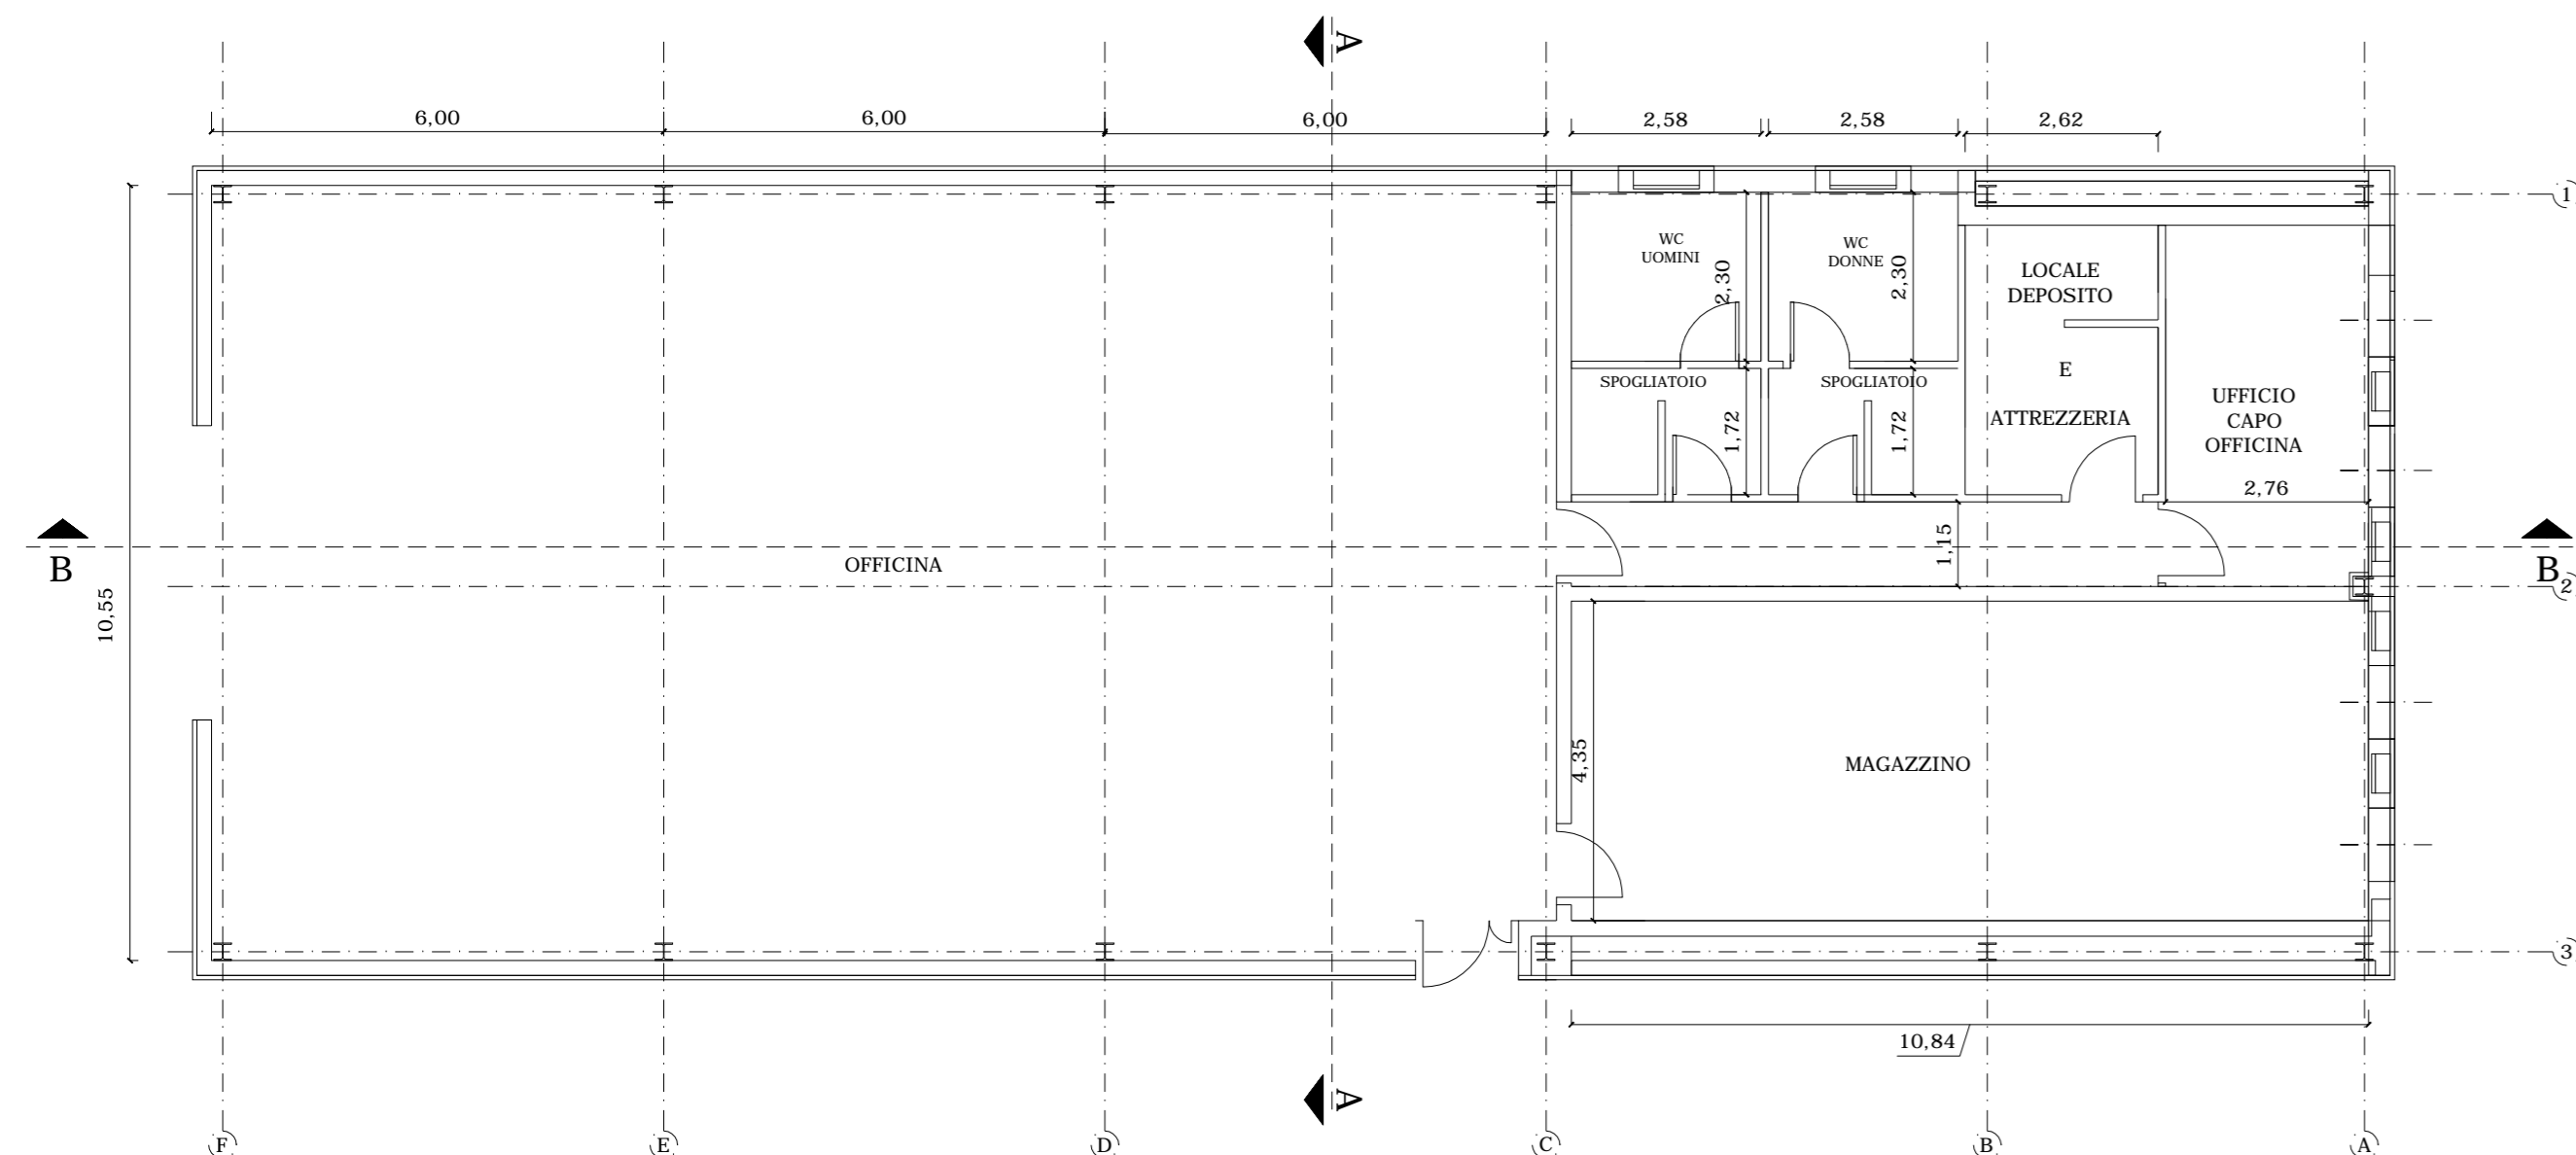 A
6,00
6,00
6,00
2,58
2,58
2,62
1
WC
UOMINI
2,30
WC
DONNE
2,30
LOCALE
DEPOSITO
E
ATTREZZERIA
SPOGLIATOIO
SPOGLIATOIO
1,72
1,72
UFFICIO
CAPO
OFFICINA
2,76
B
OFFICINA
1,15
B
2
10,55
4,35
MAGAZZINO
3
10,84
A
F
E
D
C
B
A